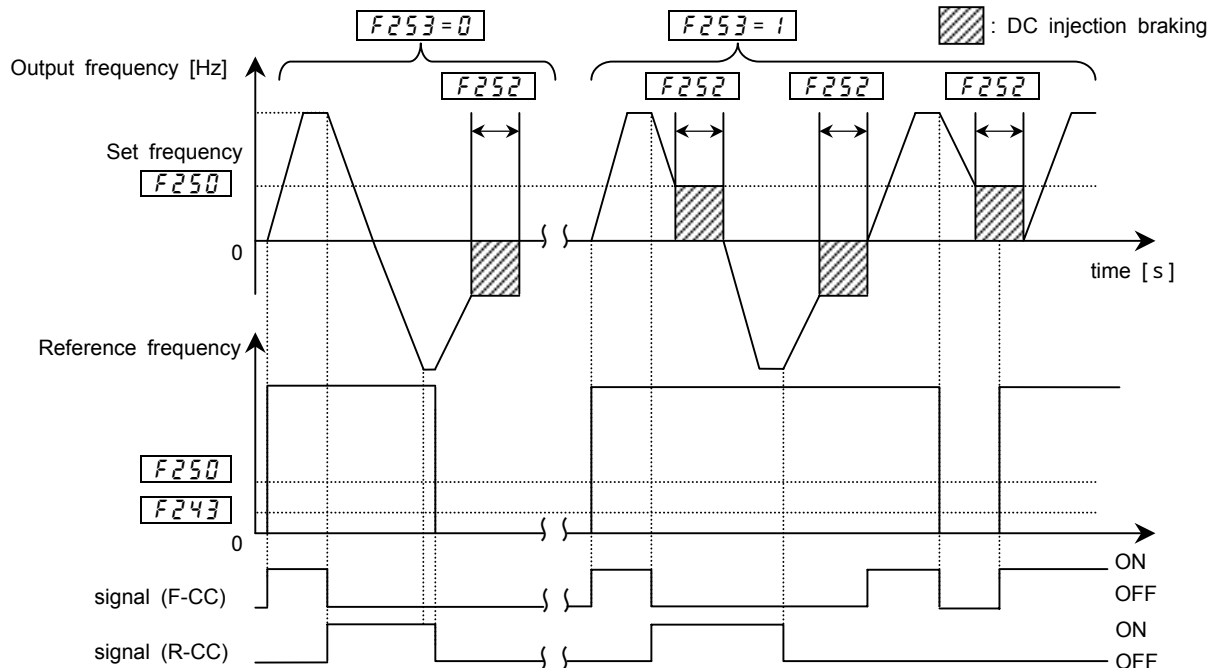 F253=0
F253=1
: DC injection braking
Output frequency [Hz]
F252
F252
F252
F252
Set frequency
F250
0
time [s]
Reference frequency
F250
F243
0
signal (F-CC)
ON
OFF
signal (R-CC)
ON
OFF